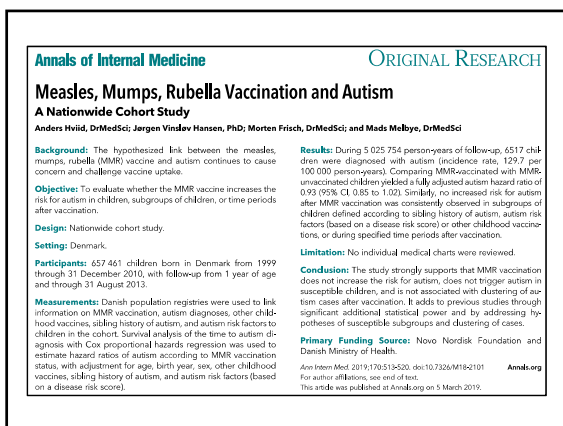 Annals of Internal Medicine
ORIGINAL RESEARCH
Measles, Mumps, Rubella Vaccination and Autism
A Nationwide Cohort Study
Anders Hviid, DrMedSci; Jørgen Vinsløv Hansen, PhD; Morten Frisch, DrMedSci; and Mads Melbye, DrMedSci
Background: The hypothesized link between the measles,
mumps, rubella (MMR) vaccine and autism continues to cause
concern and challenge vaccine uptake.
Objective: To evaluate whether the MMR vaccine increases the
risk for autism in children, subgroups of children, or time periods
after vaccination.
Design: Nationwide cohort study.
Setting: Denmark.
Participants: 657 461 children born in Denmark from 1999
through 31 December 2010, with follow-up from 1 year of age
and through 31 August 2013.
Measurements: Danish population registries were used to link
information on MMR vaccination, autism diagnoses, other child-
hood vaccines, sibling history of autism, and autism risk factors to
children in the cohort. Survival analysis of the time to autism di-
agnosis with Cox proportional hazards regression was used to
estimate hazard ratios of autism according to MMR vaccination
status, with adjustment for age, birth year, sex, other childhood
vaccines, sibling history of autism, and autism risk factors (based
on a disease risk score).
Results: During 5 025 754 person-years of follow-up, 6517 chil-
dren were diagnosed with autism (incidence rate, 129.7 per
100 000 person-years). Comparing MMR-vaccinated with MMR-
unvaccinated children yielded a fully adjusted autism hazard ratio of
0.93 (95% CI, 0.85 to 1.02). Similarly, no increased risk for autism
after MMR vaccination was consistently observed in subgroups of
children defined according to sibling history of autism, autism risk
factors (based on a disease risk score) or other childhood vaccina-
tions, or during specified time periods after vaccination.
Limitation: No individual medical charts were reviewed.
Conclusion: The study strongly supports that MMR vaccination
does not increase the risk for autism, does not trigger autism in
susceptible children, and is not associated with clustering of au-
tism cases after vaccination. It adds to previous studies through
significant additional statistical power and by addressing hy-
potheses of susceptible subgroups and clustering of cases.
Primary Funding Source: Novo Nordisk Foundation and
Danish Ministry of Health.
Ann Intern Med. 2019;170:513-520. doi:10.7326/M18-2101
Annals.org
For author affiliations, see end of text.
This article was published at Annals.org on 5 March 2019.